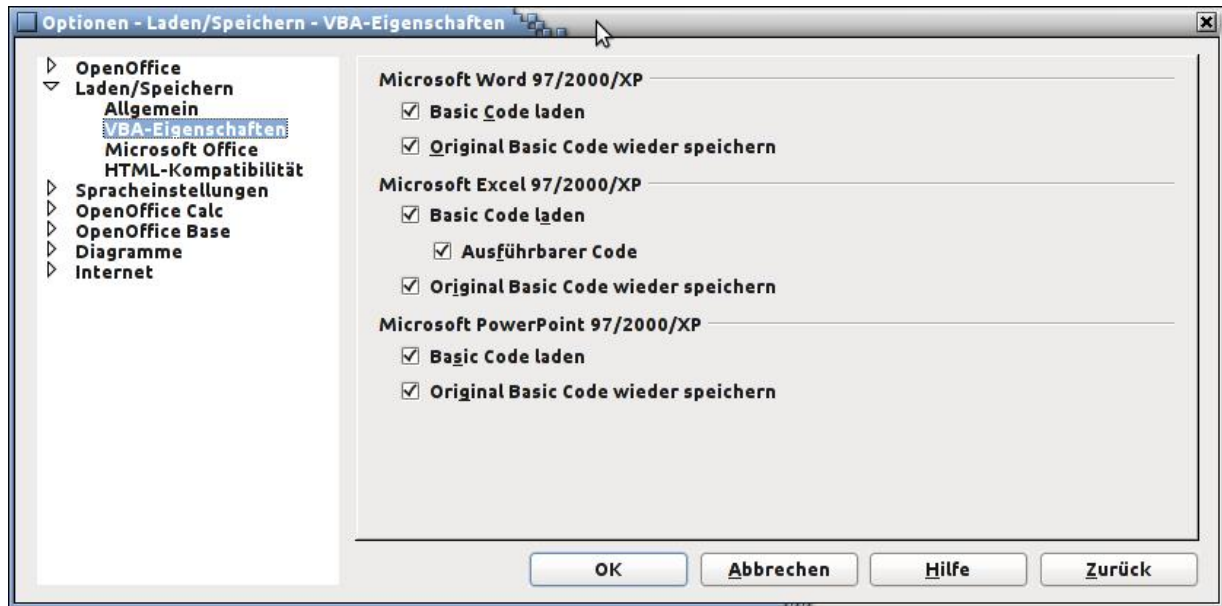 Optionen - Laden/Speichern - VBA-Eigenschaften
OpenOffice
Laden/Speichern
Allgemein
VBA-Eigenschaften
Microsoft Office
HTML-Kompatibilität
Spracheinstellungen
OpenOffice Calc
OpenOffice Base
Diagramme
Internet
Microsoft Word 97/2000/XP
Basic Code laden
Original Basic Code wieder speichern
Microsoft Excel 97/2000/XP
Basic Code laden
Ausführbarer Code
Original Basic Code wieder speichern
Microsoft PowerPoint 97/2000/XP
Basic Code laden
Original Basic Code wieder speichern
OK
Abbrechen
Hilfe
Zurück